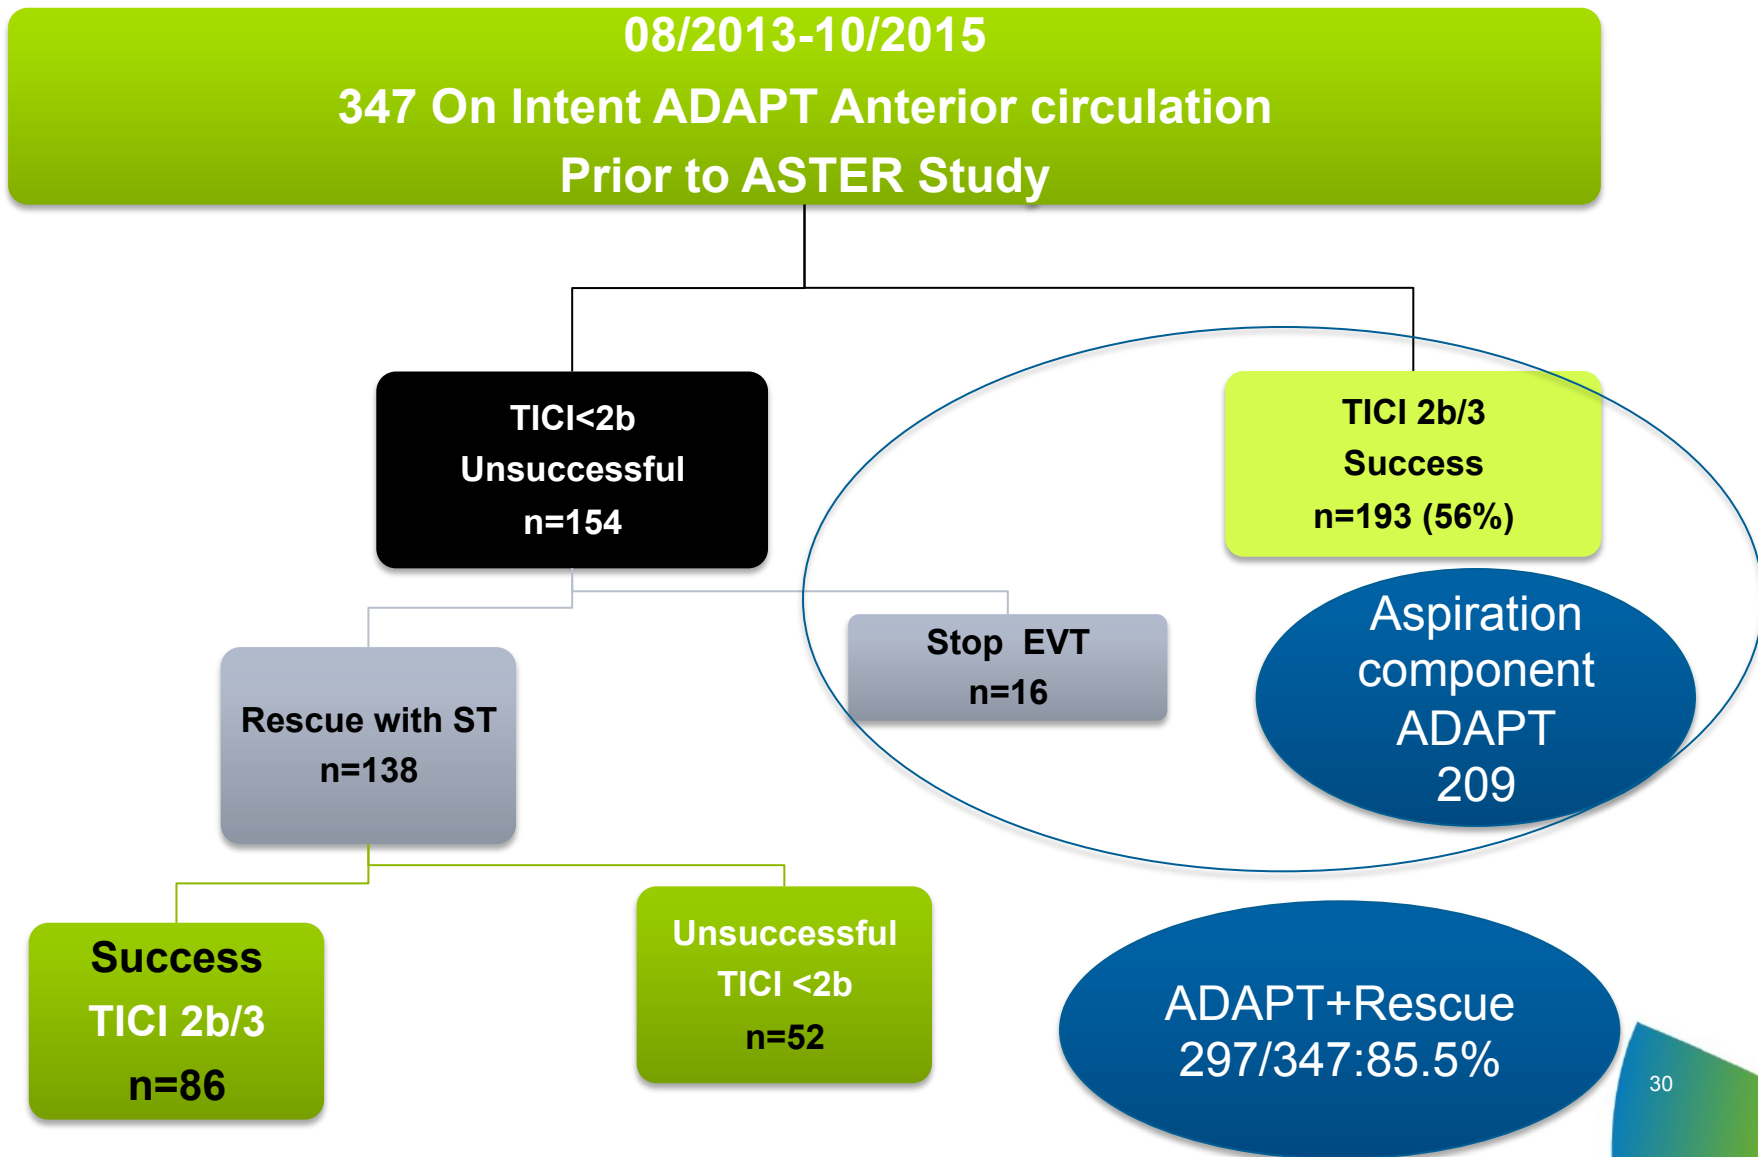 08/2013-10/2015
347 On Intent ADAPT Anterior circulation
Prior to ASTER Study
TICI<2b
Unsuccessful
n=154
TICI 2b/3
Success
n=193 (56%)
Stop  EVT
n=16
Aspiration
component
ADAPT
209
Rescue with ST
n=138
Success
TICI 2b/3
n=86
Unsuccessful
TICI <2b
n=52
ADAPT+Rescue
297/347:85.5%
30